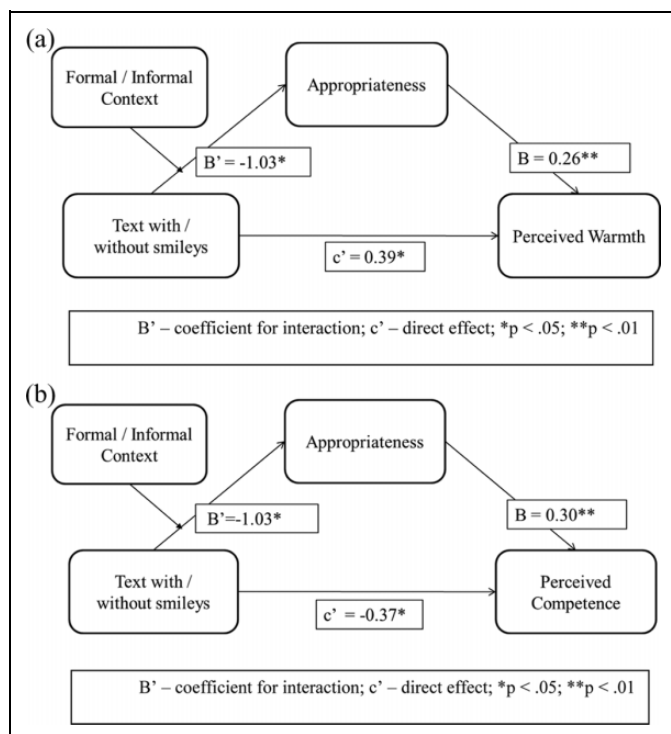 (a)
Formal / Informal
Context
Appropriateness
B’ = -1.03*
B = 0.26**
Text with /
without smileys
c’ = 0.39*
Perceived Warmth
B’ – coefficient for interaction; c’ – direct effect; *p < .05; **p < .01
(b)
Formal / Informal
Context
Appropriateness
B’=-1.03*
B = 0.30**
Text with /
without smileys
c’ = -0.37*
Perceived
Competence
B’ – coefficient for interaction; c’ – direct effect; *p < .05; **p < .01